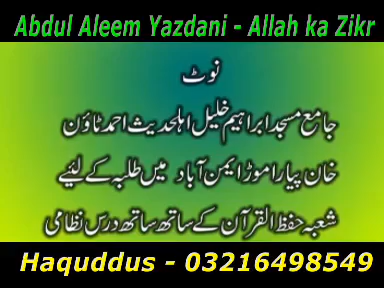 Abdul Aleem Yazdani - Allah ka Zikr
نوٹ
جامع مسجد ابراہیم خلیل اہلحدیث احمد ٹاؤن
خان پیارا موڑ ایمن آباد میں طلبہ کے لئیے
شعبہ حفظ القرآن کے ساتھ ساتھ درس نظامی
Haquddus - 03216498549